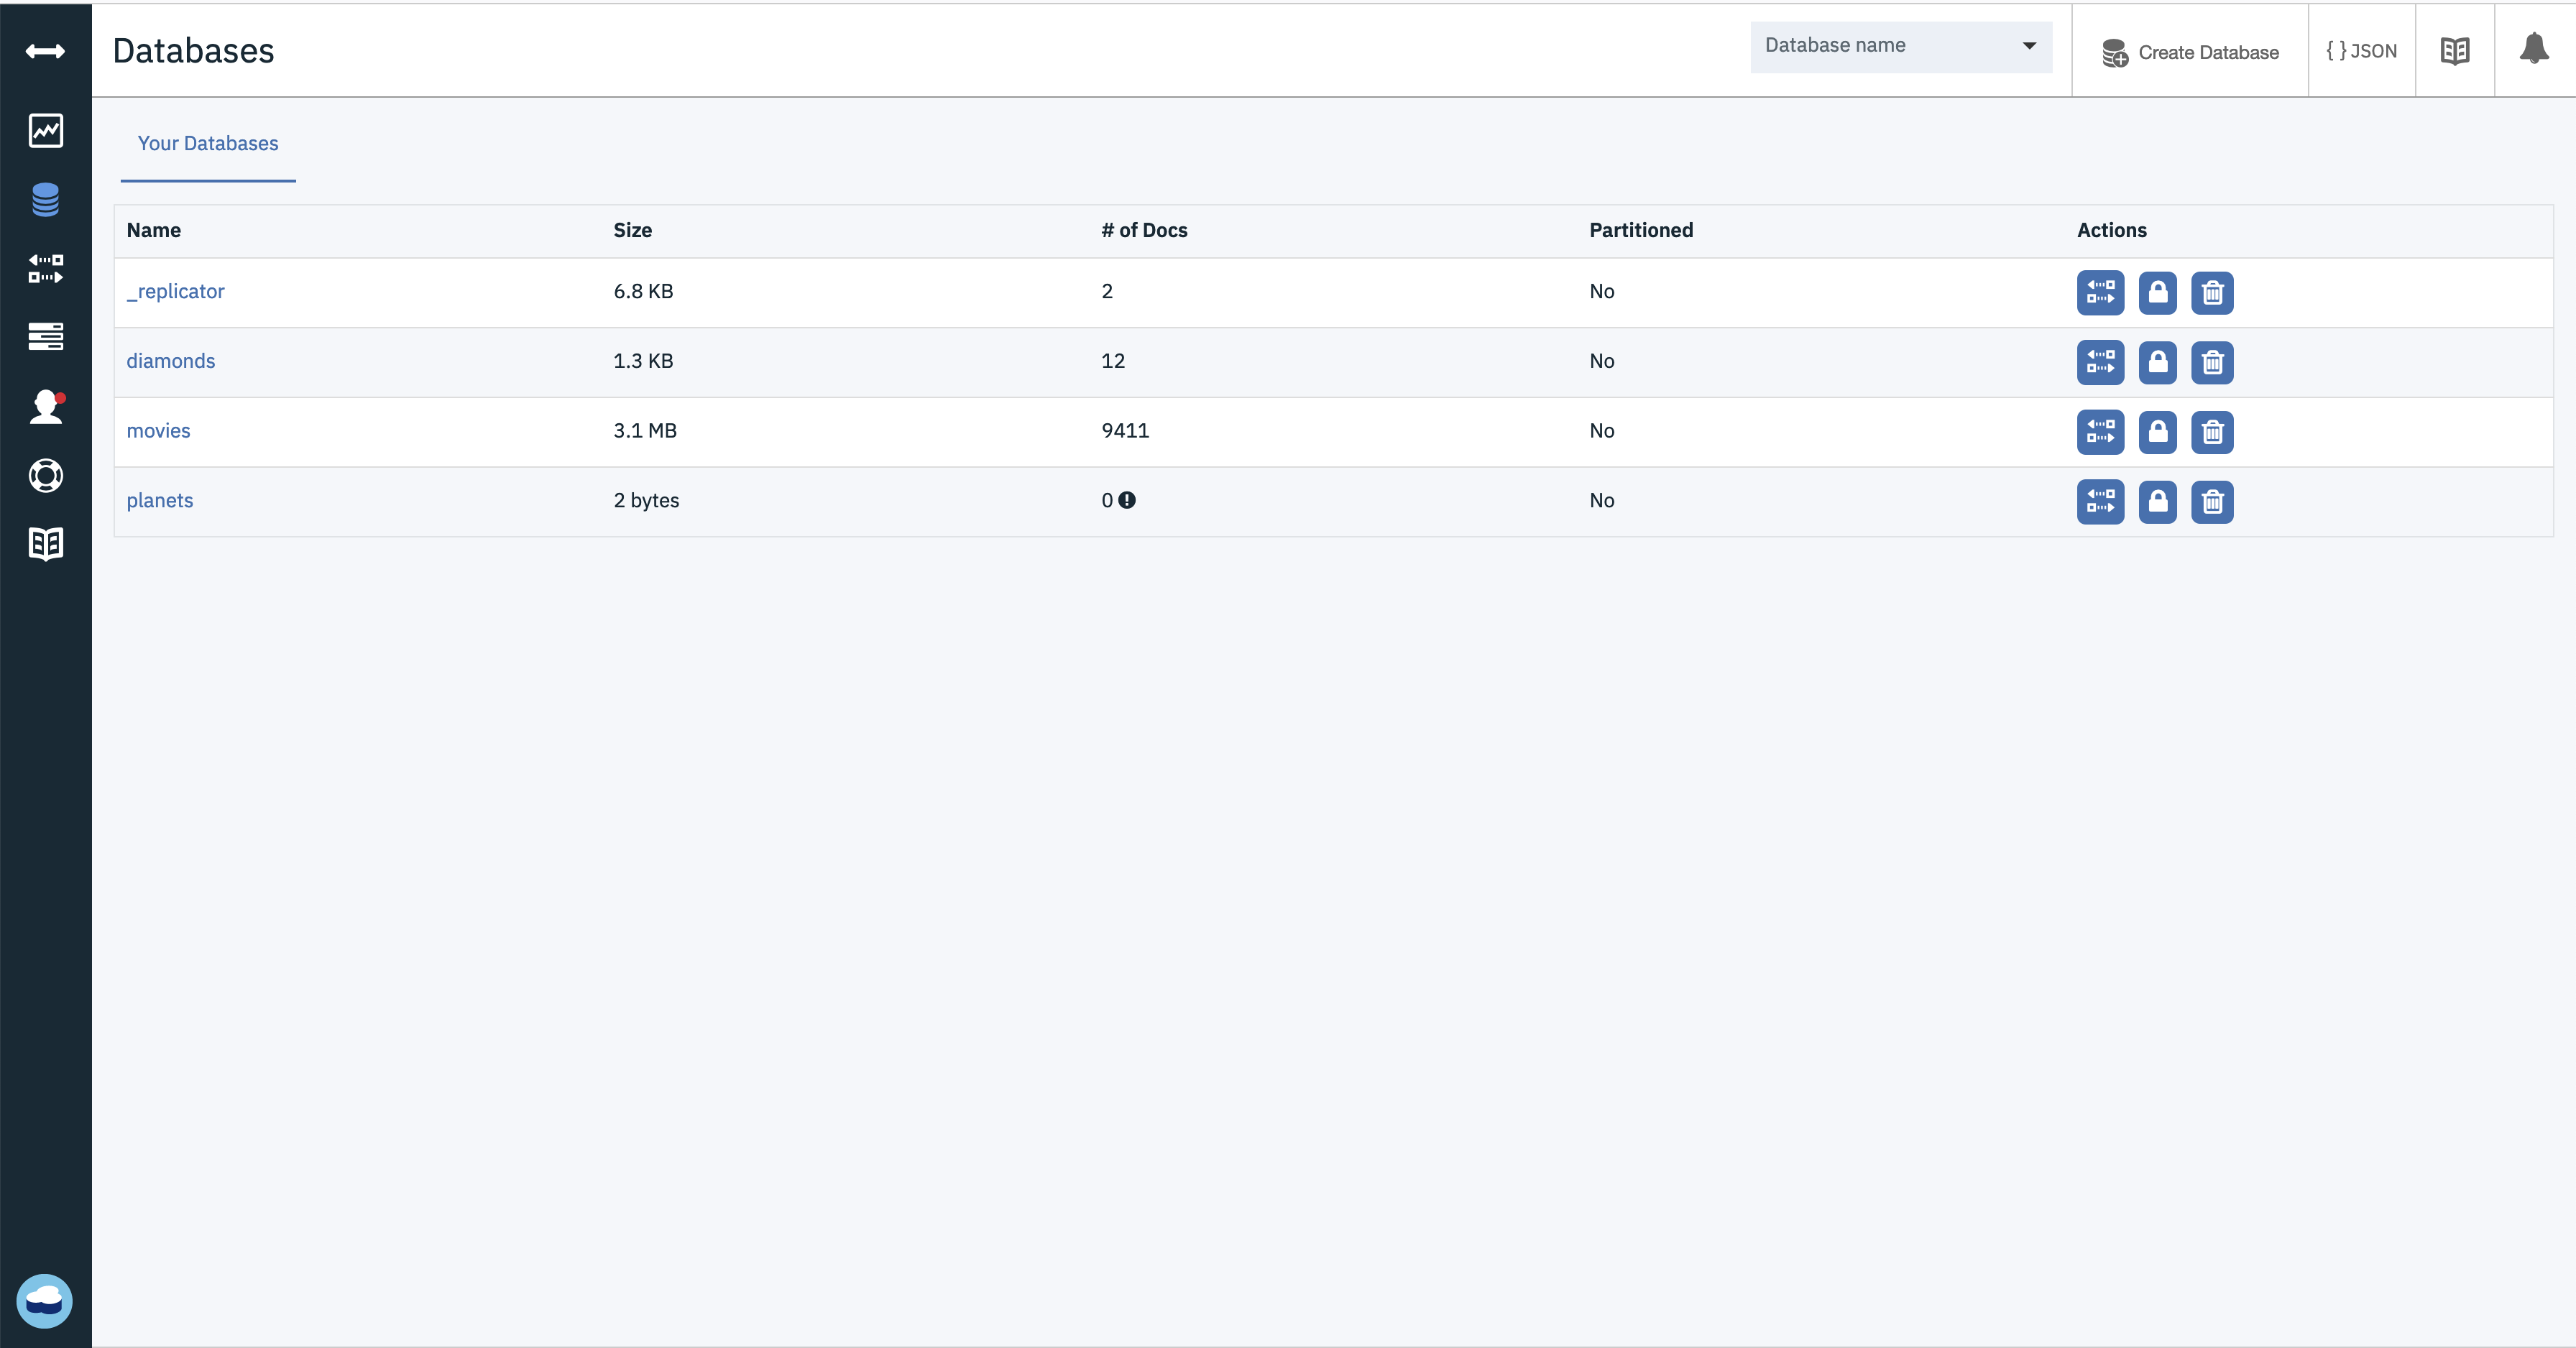 Databases
Database name
Create Database
{ } JSON
Your Databases
Name Size # of Docs Partitioned Actions
_replicator 6.8 KB 2 No
diamonds 1.3 KB 12 No
movies 3.1 MB 9411 No
planets 2 bytes 0 No